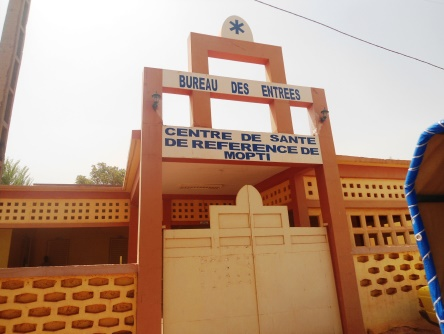 BUREAU DES ENTREES
CENTRE DE SANTE
DE REFERENCE DE
MOPTI